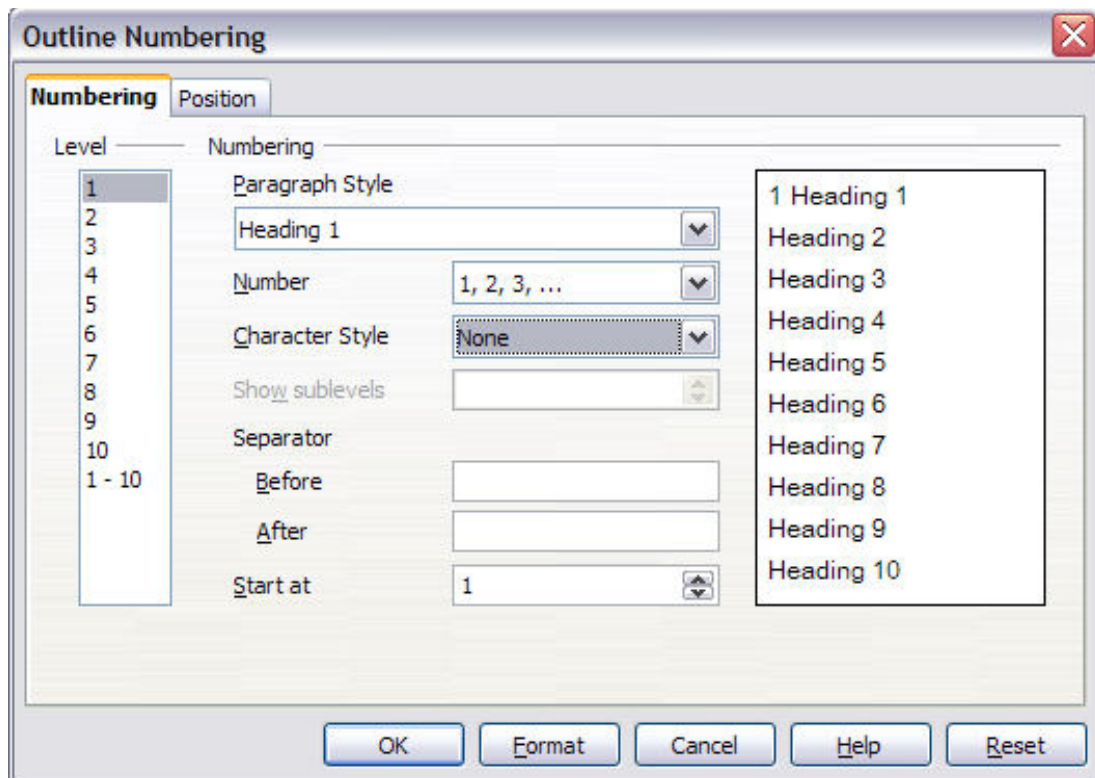 Outline Numbering
Numbering Position
Level Numbering
1
2
3
4
5
6
7
8
9
10
1 - 10
Paragraph Style
Heading 1
Number 1, 2, 3, ...
Character Style None
Show sublevels
Separator
Before
After
Start at 1
1 Heading 1
Heading 2
Heading 3
Heading 4
Heading 5
Heading 6
Heading 7
Heading 8
Heading 9
Heading 10
OK Format Cancel Help Reset